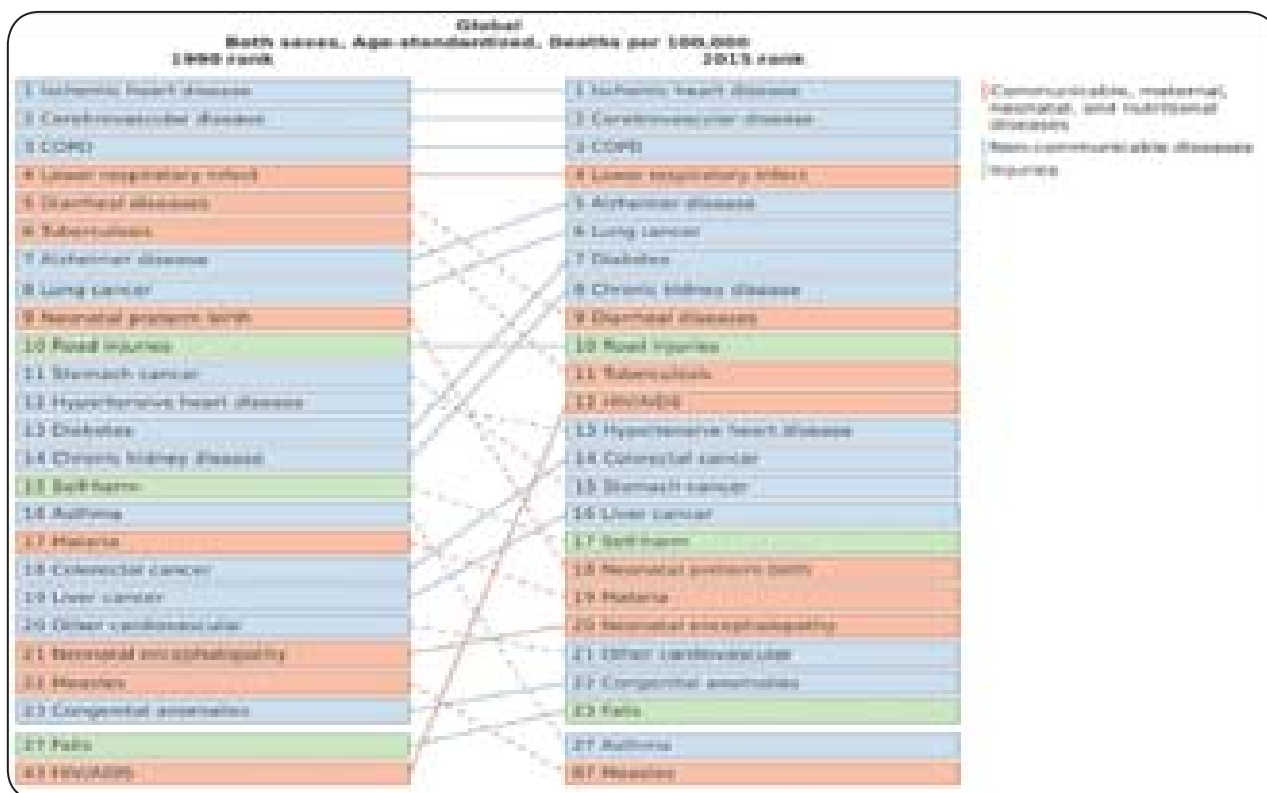 Global
Both sexes, Age-standardized, Deaths per 100,000
1990 rank
2015 rank
1 Ischemic heart disease
2 Cerebrovascular disease
3 COPD
4 Lower respiratory infect
5 Diarrheal diseases
6 Tuberculosis
7 Alzheimer disease
8 Lung cancer
9 Neonatal preterm birth
10 Road injuries
11 Stomach cancer
12 Hypertensive heart disease
13 Diabetes
14 Chronic kidney disease
15 Self-harm
16 Asthma
17 Malaria
18 Colorectal cancer
19 Liver cancer
20 Other cardiovascular
21 Neonatal encephalopathy
22 Measles
23 Congenital anomalies
27 Falls
HIV/AIDS
1 Ischemic heart disease
2 Cerebrovascular disease
3 COPD
4 Lower respiratory infect
5 Alzheimer disease
6 Lung cancer
7 Diabetes
8 Chronic kidney disease
9 Diarrheal diseases
10 Road injuries
11 Tuberculosis
12 HIV/AIDS
13 Hypertensive heart disease
14 Colorectal cancer
15 Stomach cancer
16 Liver cancer
17 Self-harm
18 Neonatal preterm birth
19 Malaria
20 Neonatal encephalopathy
21 Other cardiovascular
22 Congenital anomalies
23 Falls
27 Asthma
Measles
Communicable, maternal,
neonatal, and nutritional
diseases
Non-communicable diseases
Injuries